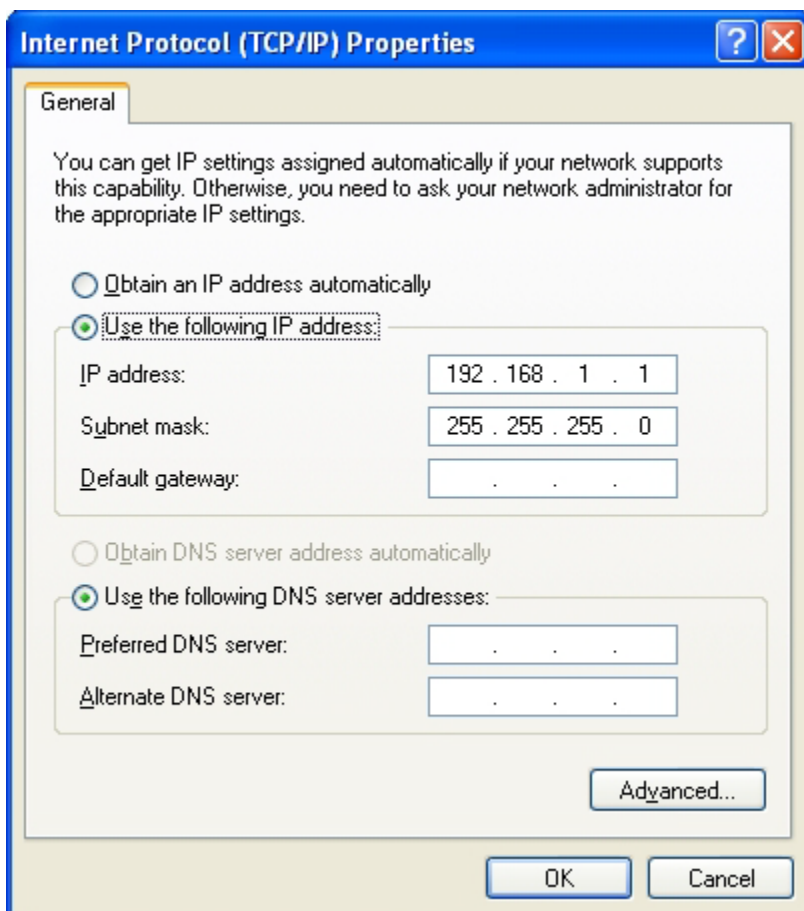 Internet Protocol (TCP/IP) Properties
General
You can get IP settings assigned automatically if your network supports
this capability. Otherwise, you need to ask your network administrator for
the appropriate IP settings.
Obtain an IP address automatically
Use the following IP address:
IP address: 192 . 168 . 1 . 1
Subnet mask: 255 . 255 . 255 . 0
Default gateway: . . .
Obtain DNS server address automatically
Use the following DNS server addresses:
Preferred DNS server: . . .
Alternate DNS server: . . .
Advanced...
OK Cancel